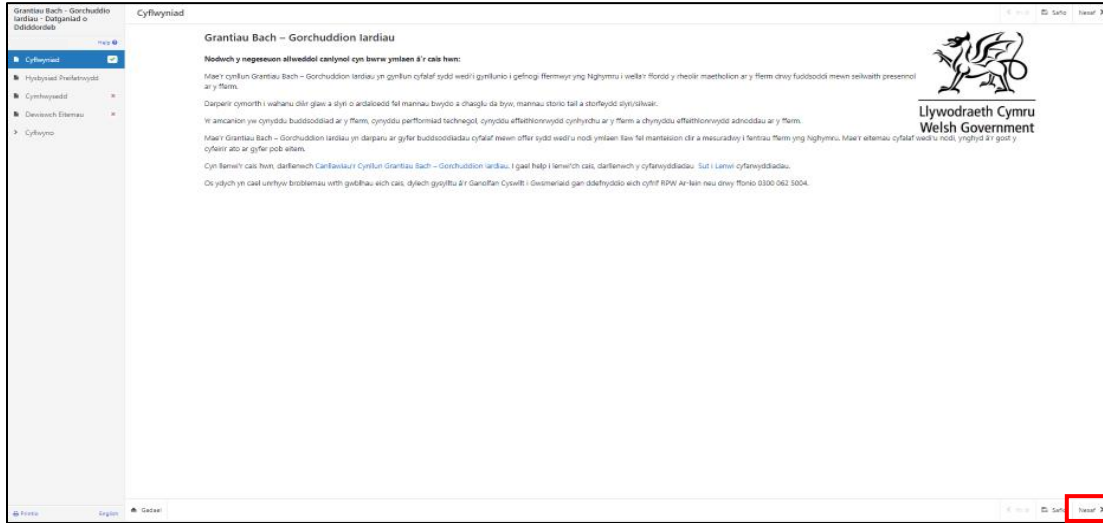 Grantiau Bach - Gorchuddio
Iardiau - Datganiad o
Ddiddordeb
Help
Cyflwyniad
Hysbysiad Preifatrwydd
Cymhwysedd
Dewiswch Eitemau
Cyflwyno
Printio
English
Cyflwyniad
Safio
Nesaf
Grantiau Bach – Gorchuddion Iardiau
Nodwch y negeseuon allweddol canlynol cyn bwrw ymlaen â'r cais hwn:
Mae'r cynllun Grantiau Bach – Gorchuddion Iardiau yn gynllun cyfalaf sydd wedi'i gynllunio i gefnogi ffermwyr yng Nghymru i wella'r ffordd y rheolir maetholion ar y fferm drwy fuddsoddi mewn seilwaith presennol
ar y fferm.
Darperir cymorth i wahanu dŵr glaw a slyri o ardaloedd fel mannau bwydo a chasglu da byw, mannau storio tail a storfeydd slyri/silwair.
Yr amcanion yw cynyddu buddsoddiad ar y fferm, cynyddu perfformiad technegol, cynyddu effeithlonrwydd cynhyrchu ar y fferm a chynyddu effeithlonrwydd adnoddau ar y fferm.
Mae'r Grantiau Bach – Gorchuddion Iardiau yn darparu ar gyfer buddsoddiadau cyfalaf mewn offer sydd wedi'u nodi ymlaen llaw fel manteision clir a mesuradwy i fentrau fferm yng Nghymru. Mae'r eitemau cyfalaf wedi'u nodi, ynghyd â'r gost y
cyfeirir ato ar gyfer pob eitem.
Cyn llenwi'r cais hwn, darllenwch Canllawiau'r Cynllun Grantiau Bach – Gorchuddion Iardiau. I gael help i lenwi'ch cais, darllenwch y cyfarwyddiadau Sut i Lenwi cyfarwyddiadau.
Os ydych yn cael unrhyw broblemau wrth gwblhau eich cais, dylech gysylltu â'r Ganolfan Cyswllt i Gwsmeriaid gan ddefnyddio eich cyfrif RPW Ar-lein neu drwy ffonio 0300 062 5004.
Llywodraeth Cymru
Welsh Government
Gadael
Safio
Nesaf